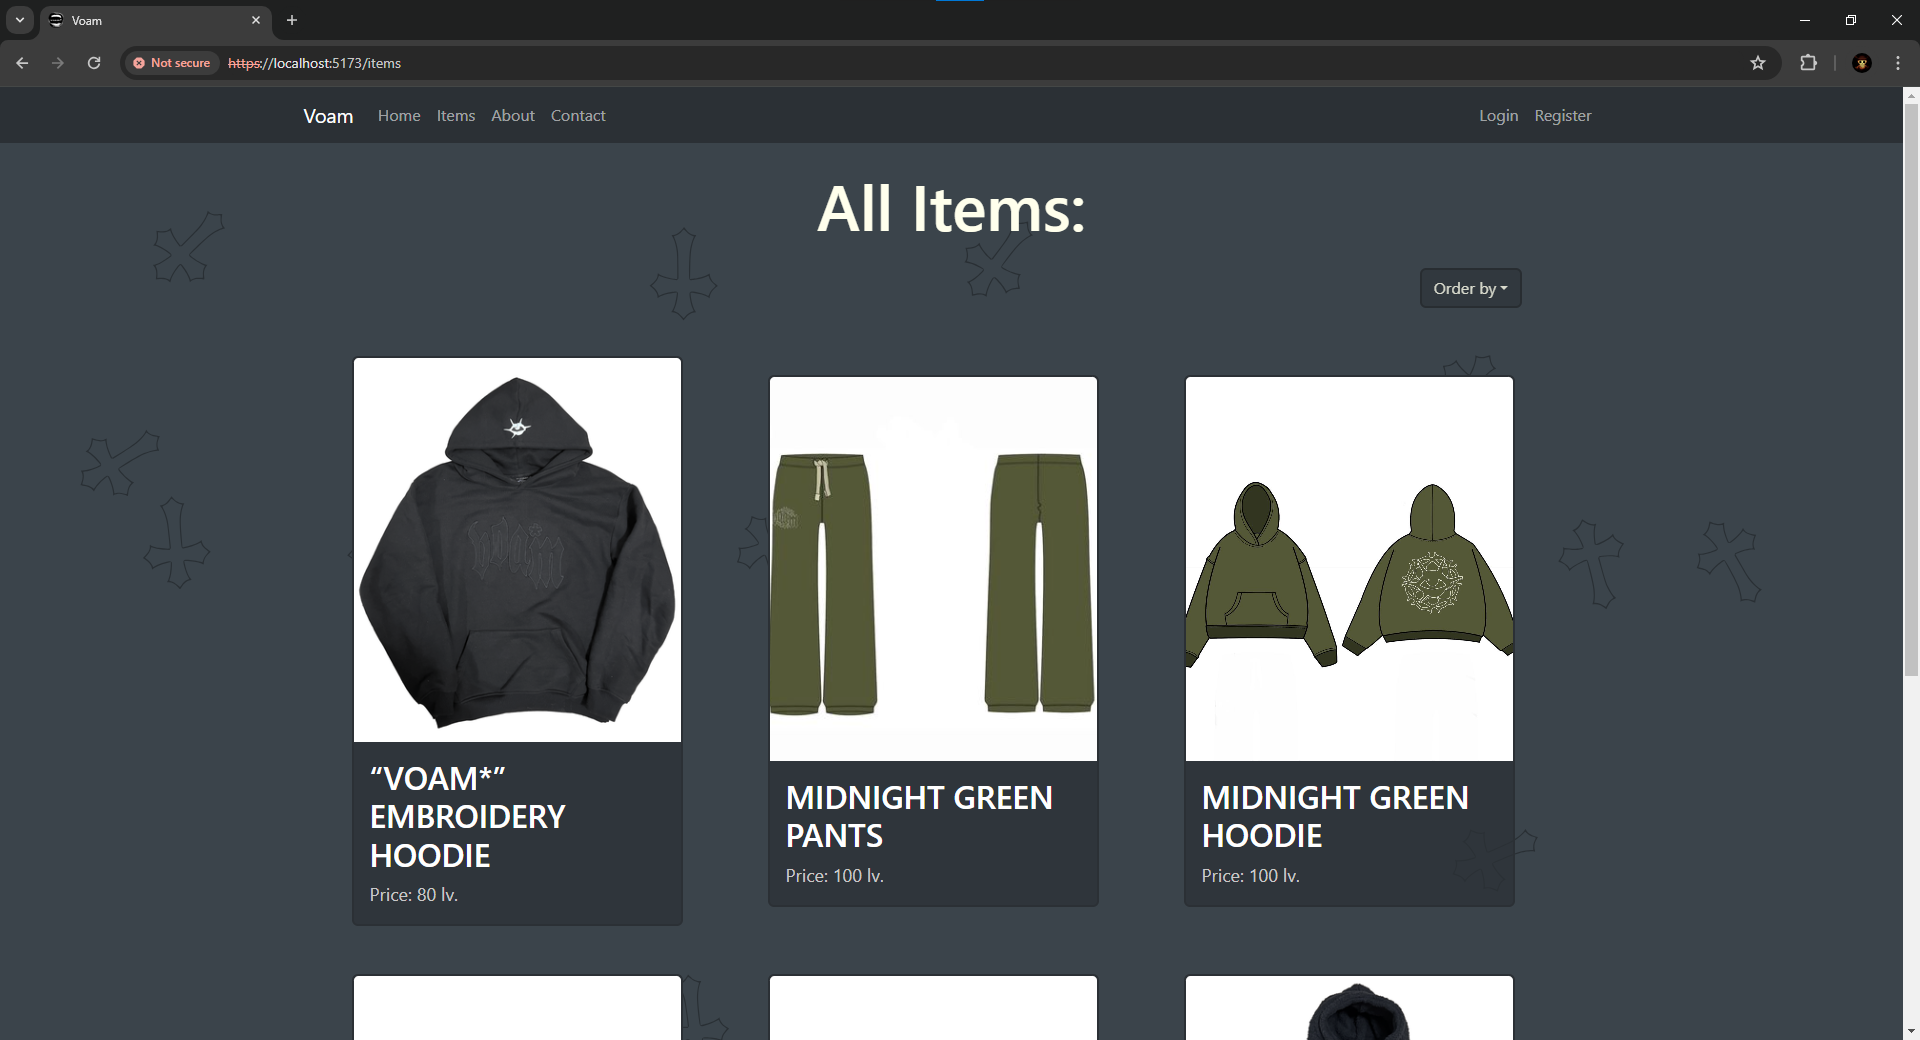 Voam
Not secure https://localhost:5173/items
Voam Home Items About Contact Login Register
All Items:
Order by
voam
“VOAM*”
EMBROIDERY
HOODIE
Price: 80 lv.
MIDNIGHT GREEN
PANTS
Price: 100 lv.
MIDNIGHT GREEN
HOODIE
Price: 100 lv.